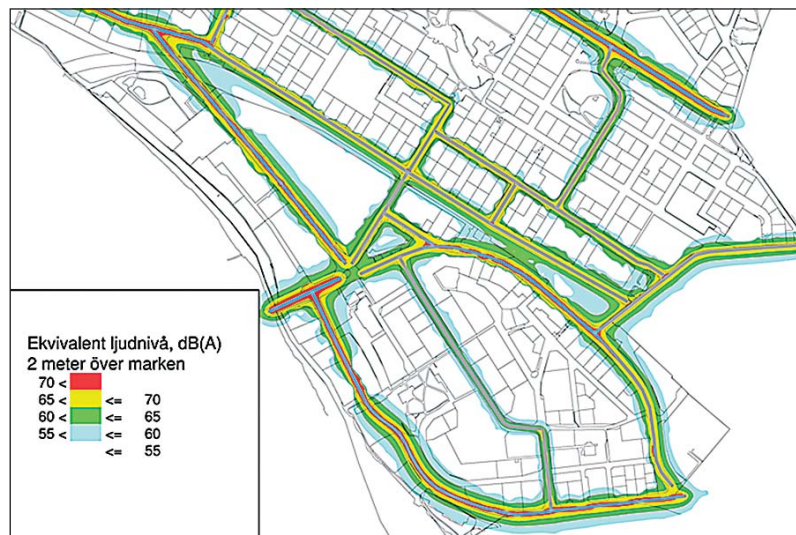 Ekvivalent ljudnivå, dB(A)
2 meter över marken
70 <
65 < <= 70
60 < <= 65
55 < <= 60
<= 55